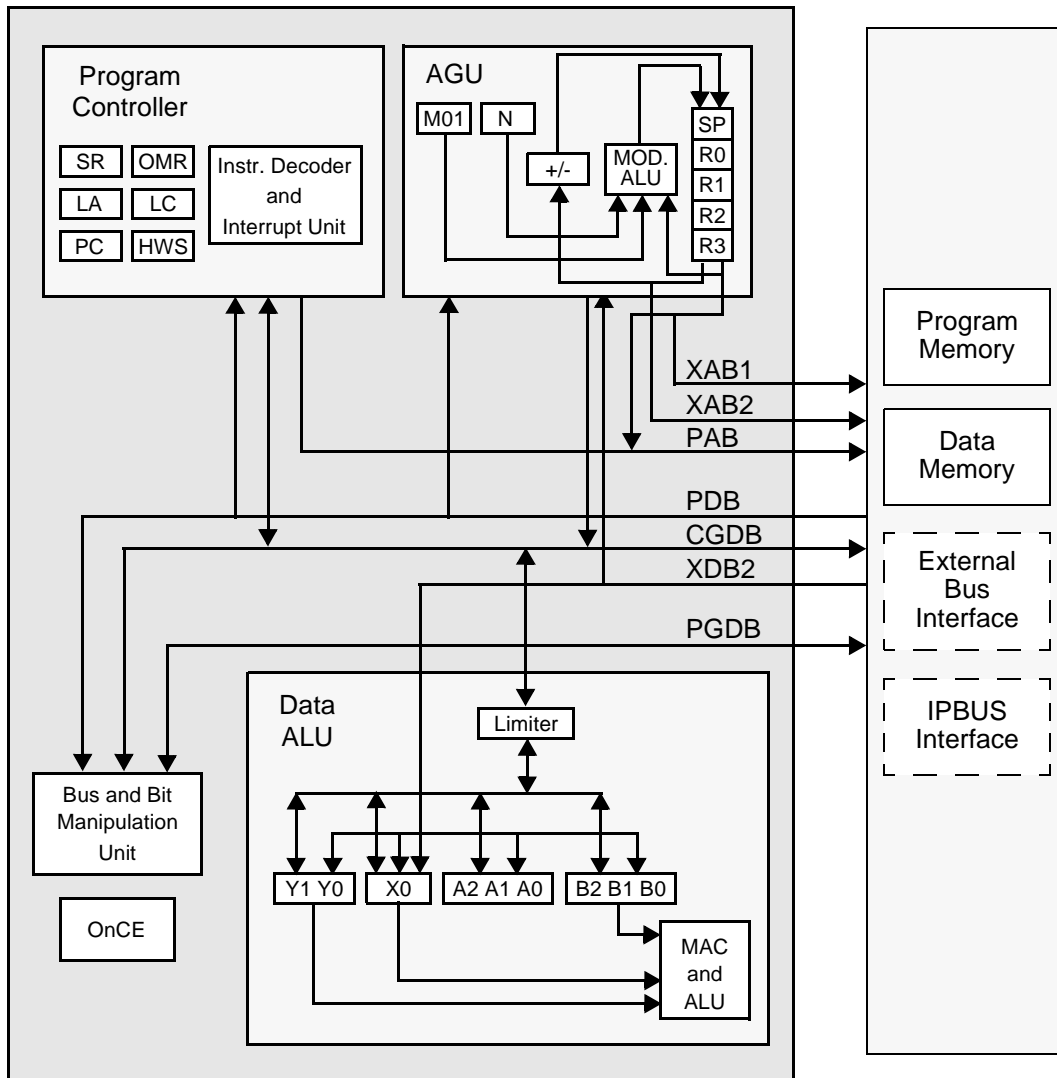 Program
Controller
SR
OMR
LA
LC
PC
HWS
Instr. Decoder
and
Interrupt Unit
AGU
M01
N
+/-
MOD.
ALU
SP
R0
R1
R2
R3
XAB1
XAB2
PAB
PDB
CGDB
XDB2
PGDB
Program
Memory
Data
Memory
External
Bus
Interface
IPBUS
Interface
Data
ALU
Limiter
Y1 Y0
X0
A2 A1 A0
B2 B1 B0
MAC
and
ALU
Bus and Bit
Manipulation
Unit
OnCE